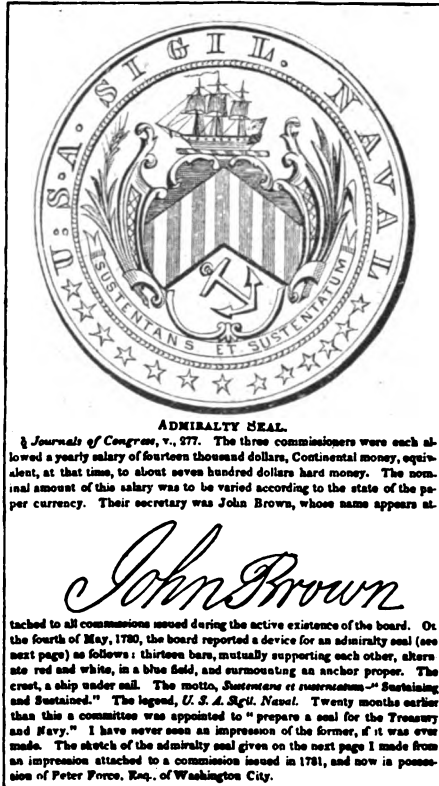 U. S. A. SIGIL. NAVAL
SUSTENTANS ET SUSTENTATUM
ADMIRALTY SEAL.
Journals of Congress, v., 277. The three commissioners were each al-
lowed a yearly salary of fourteen thousand dollars, Continental money, equiv-
alent, at that time, to about seven hundred dollars hard money. The nom-
inal amount of this salary was to be varied according to the state of the pa-
per currency. Their secretary was John Brown, whose name appears at-
John Brown
tached to all commissions issued during the active existence of the board. On
the fourth of May, 1780, the board reported a device for an admiralty seal (see
next page) as follows: thirteen bars, mutually supporting each other, altern
ate red and white, in a blue field, and surmounting an anchor proper. The
crest, a ship under sail. The motto, Sustentans et sustentatum—"Sustaining
and Sustained." The legend, U. S. A. Sigil. Naval. Twenty months earlier
than this a committee was appointed to "prepare a seal for the Treasury
and Navy." I have never seen an impression of the former, if it was ever
made. The sketch of the admiralty seal given on the next page I made from
an impression attached to a commission issued in 1781, and now in posses-
sion of Peter Force, Esq., of Washington City.